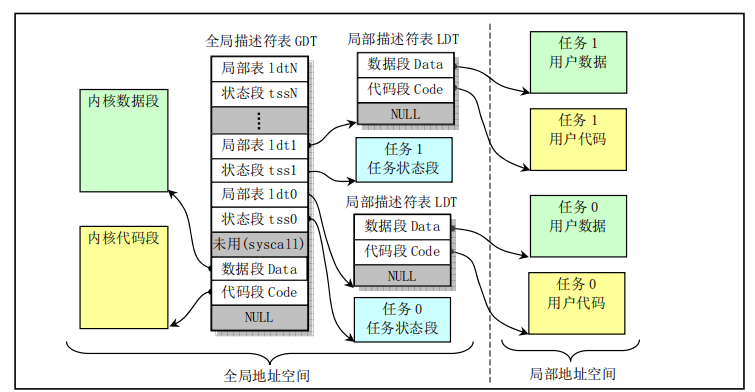 全局描述符表 GDT
局部表 ldtN
状态段 tssN
⋮
局部表 ldt1
状态段 tss1
局部表 ldt0
状态段 tss0
未用(syscall)
数据段 Data
代码段 Code
NULL
内核数据段
内核代码段
局部描述符表 LDT
数据段 Data
代码段 Code
NULL
任务 1
任务状态段
局部描述符表 LDT
数据段 Data
代码段 Code
NULL
任务 0
任务状态段
任务 1
用户数据
任务 1
用户代码
任务 0
用户数据
任务 0
用户代码
全局地址空间
局部地址空间